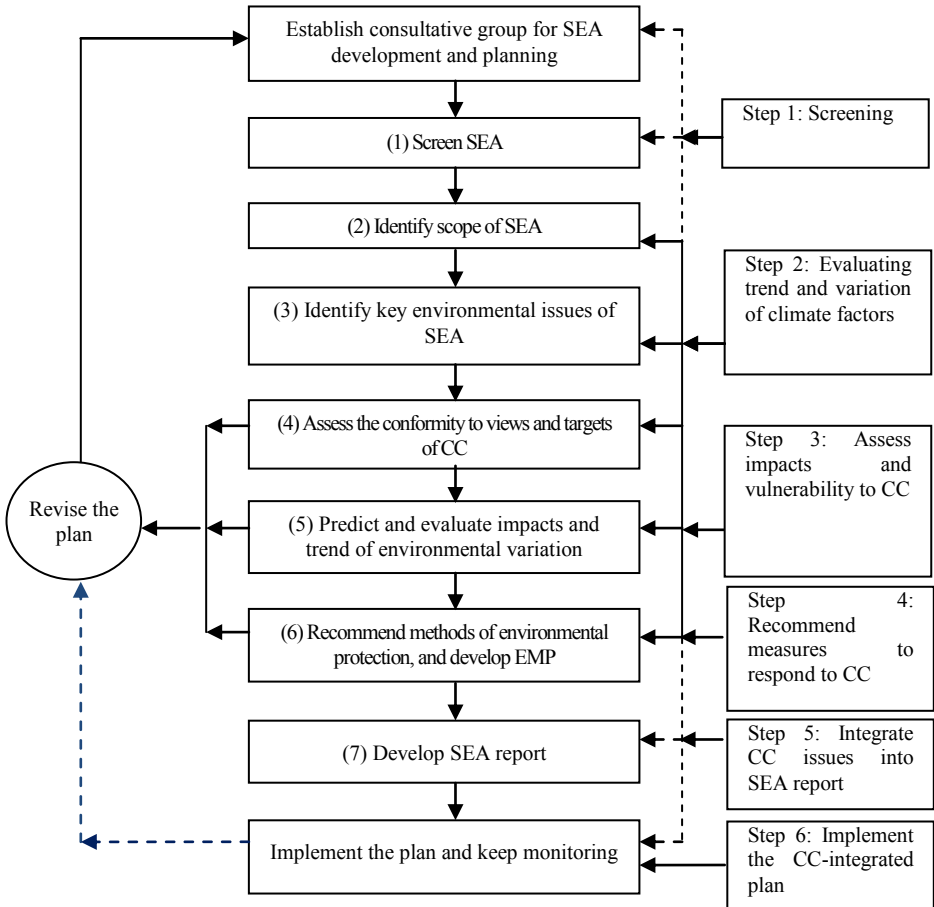 Establish consultative group for SEA
development and planning
(1) Screen SEA
Step 1: Screening
(2) Identify scope of SEA
Step 2: Evaluating
trend and variation
of climate factors
(3) Identify key environmental issues of
SEA
(4) Assess the conformity to views and targets
of CC
Step 3: Assess
impacts and
vulnerability to CC
Revise the
plan
(5) Predict and evaluate impacts and
trend of environmental variation
(6) Recommend methods of environmental
protection, and develop EMP
Step 4:
Recommend
measures to
respond to CC
(7) Develop SEA report
Step 5: Integrate
CC issues into
SEA report
Implement the plan and keep monitoring
Step 6: Implement
the CC-integrated
plan